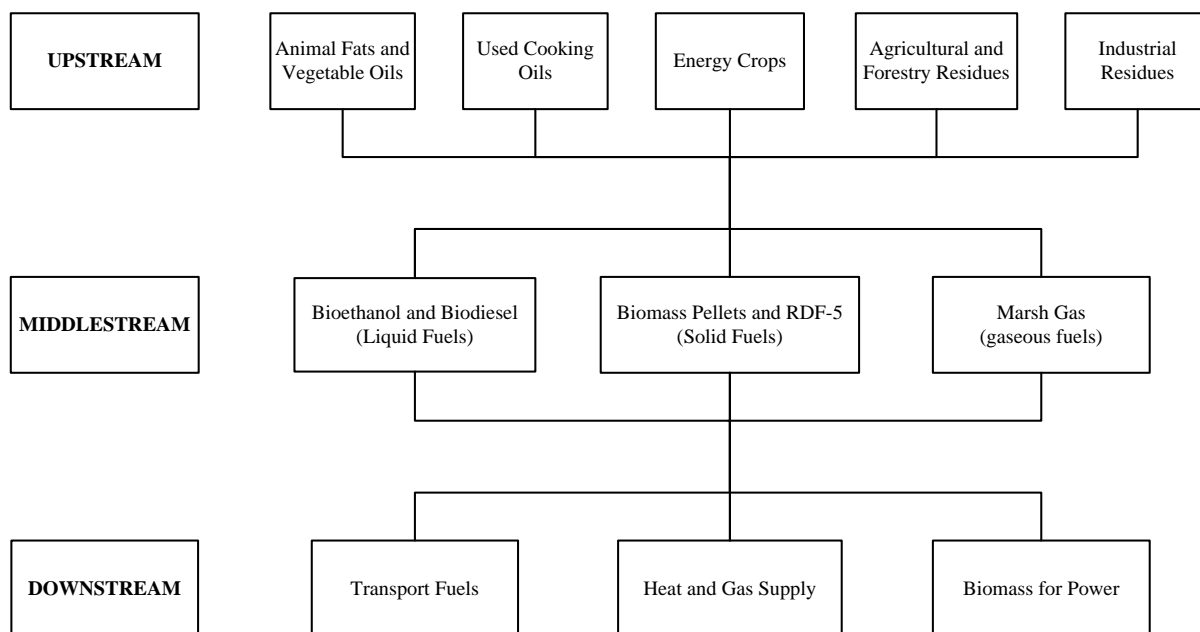 UPSTREAM
Animal Fats and
Vegetable Oils
Used Cooking
Oils
Energy Crops
Agricultural and
Forestry Residues
Industrial
Residues
MIDDLESTREAM
Bioethanol and Biodiesel
(Liquid Fuels)
Biomass Pellets and RDF-5
(Solid Fuels)
Marsh Gas
(gaseous fuels)
DOWNSTREAM
Transport Fuels
Heat and Gas Supply
Biomass for Power